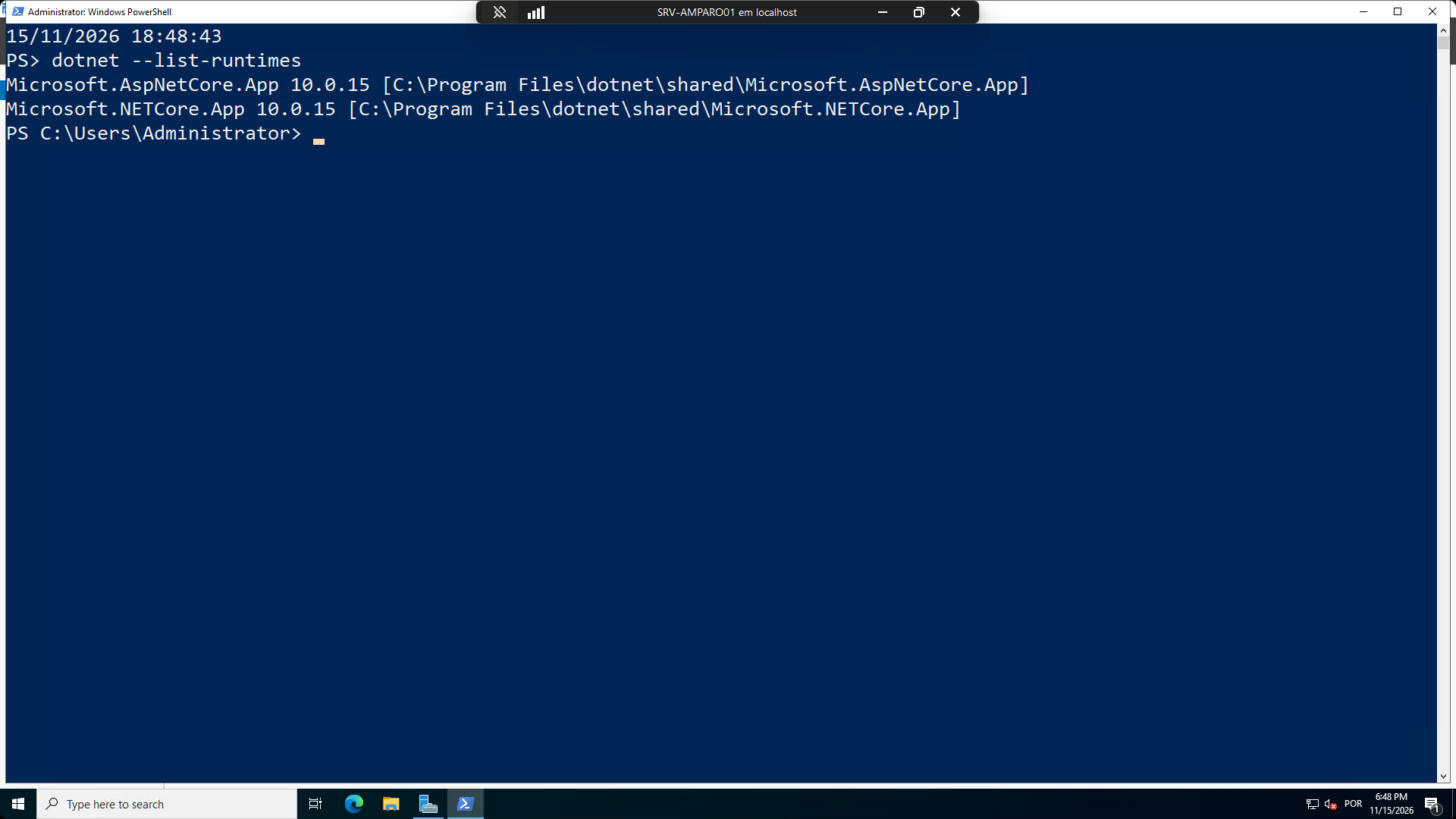 Administrator: Windows PowerShell
SRV-AMPARO01 em localhost
15/11/2026 18:48:43
PS> dotnet --list-runtimes
Microsoft.AspNetCore.App 10.0.15 [C:\Program Files\dotnet\shared\Microsoft.AspNetCore.App]
Microsoft.NETCore.App 10.0.15 [C:\Program Files\dotnet\shared\Microsoft.NETCore.App]
PS C:\Users\Administrator>
Type here to search
POR
6:48 PM
11/15/2026
1